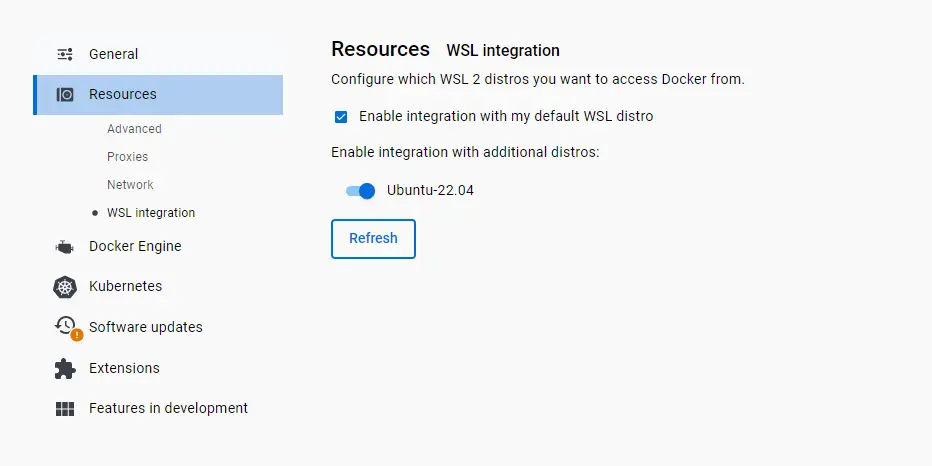 General
Resources
Advanced
Proxies
Network
WSL integration
Docker Engine
Kubernetes
Software updates
Extensions
Features in development
Resources WSL integration
Configure which WSL 2 distros you want to access Docker from.
Enable integration with my default WSL distro
Enable integration with additional distros:
Ubuntu-22.04
Refresh